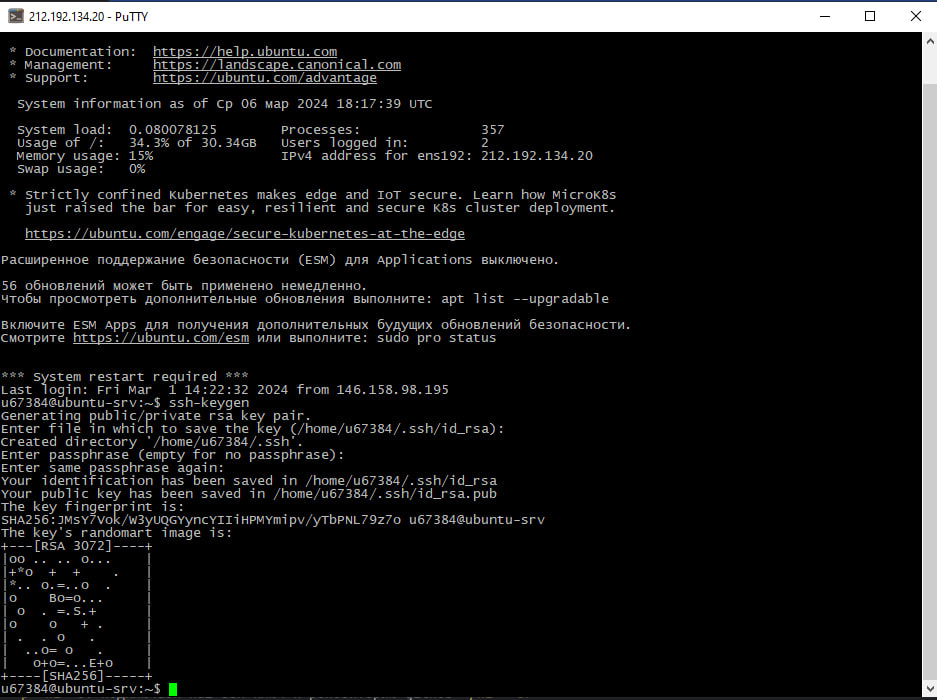 212.192.134.20 - PuTTY
* Documentation:  https://help.ubuntu.com
* Management:     https://landscape.canonical.com
* Support:        https://ubuntu.com/advantage
System information as of Ср 06 мар 2024 18:17:39 UTC
System load:  0.080078125        Processes:               357
Usage of /:   34.3% of 30.34GB   Users logged in:         2
Memory usage: 15%                IPv4 address for ens192: 212.192.134.20
Swap usage:   0%
* Strictly confined Kubernetes makes edge and IoT secure. Learn how MicroK8s
just raised the bar for easy, resilient and secure K8s cluster deployment.
https://ubuntu.com/engage/secure-kubernetes-at-the-edge
Расширенное поддержание безопасности (ESM) для Applications выключено.
56 обновлений может быть применено немедленно.
Чтобы просмотреть дополнительные обновления выполните: apt list --upgradable
Включите ESM Apps для получения дополнительных будущих обновлений безопасности.
Смотрите https://ubuntu.com/esm или выполните: sudo pro status
*** System restart required ***
Last login: Fri Mar  1 14:22:32 2024 from 146.158.98.195
u67384@ubuntu-srv:~$ ssh-keygen
Generating public/private rsa key pair.
Enter file in which to save the key (/home/u67384/.ssh/id_rsa):
Created directory '/home/u67384/.ssh'.
Enter passphrase (empty for no passphrase):
Enter same passphrase again:
Your identification has been saved in /home/u67384/.ssh/id_rsa
Your public key has been saved in /home/u67384/.ssh/id_rsa.pub
The key fingerprint is:
SHA256:JMsY7Vok/W3yUQGYyncYIIiHPMYmipv/yTbPNL79z7o u67384@ubuntu-srv
The key's randomart image is:
+---[RSA 3072]----+
|oo .. .. o...    |
|+*o  +  +    .   |
|*.. o.=..o  .    |
|o    Bo=o...     |
| o  . =.S.+      |
|o    o   + .     |
| .  . o   .      |
|  ..o= o   .     |
|   o+o=...E+o    |
+----[SHA256]-----+
u67384@ubuntu-srv:~$